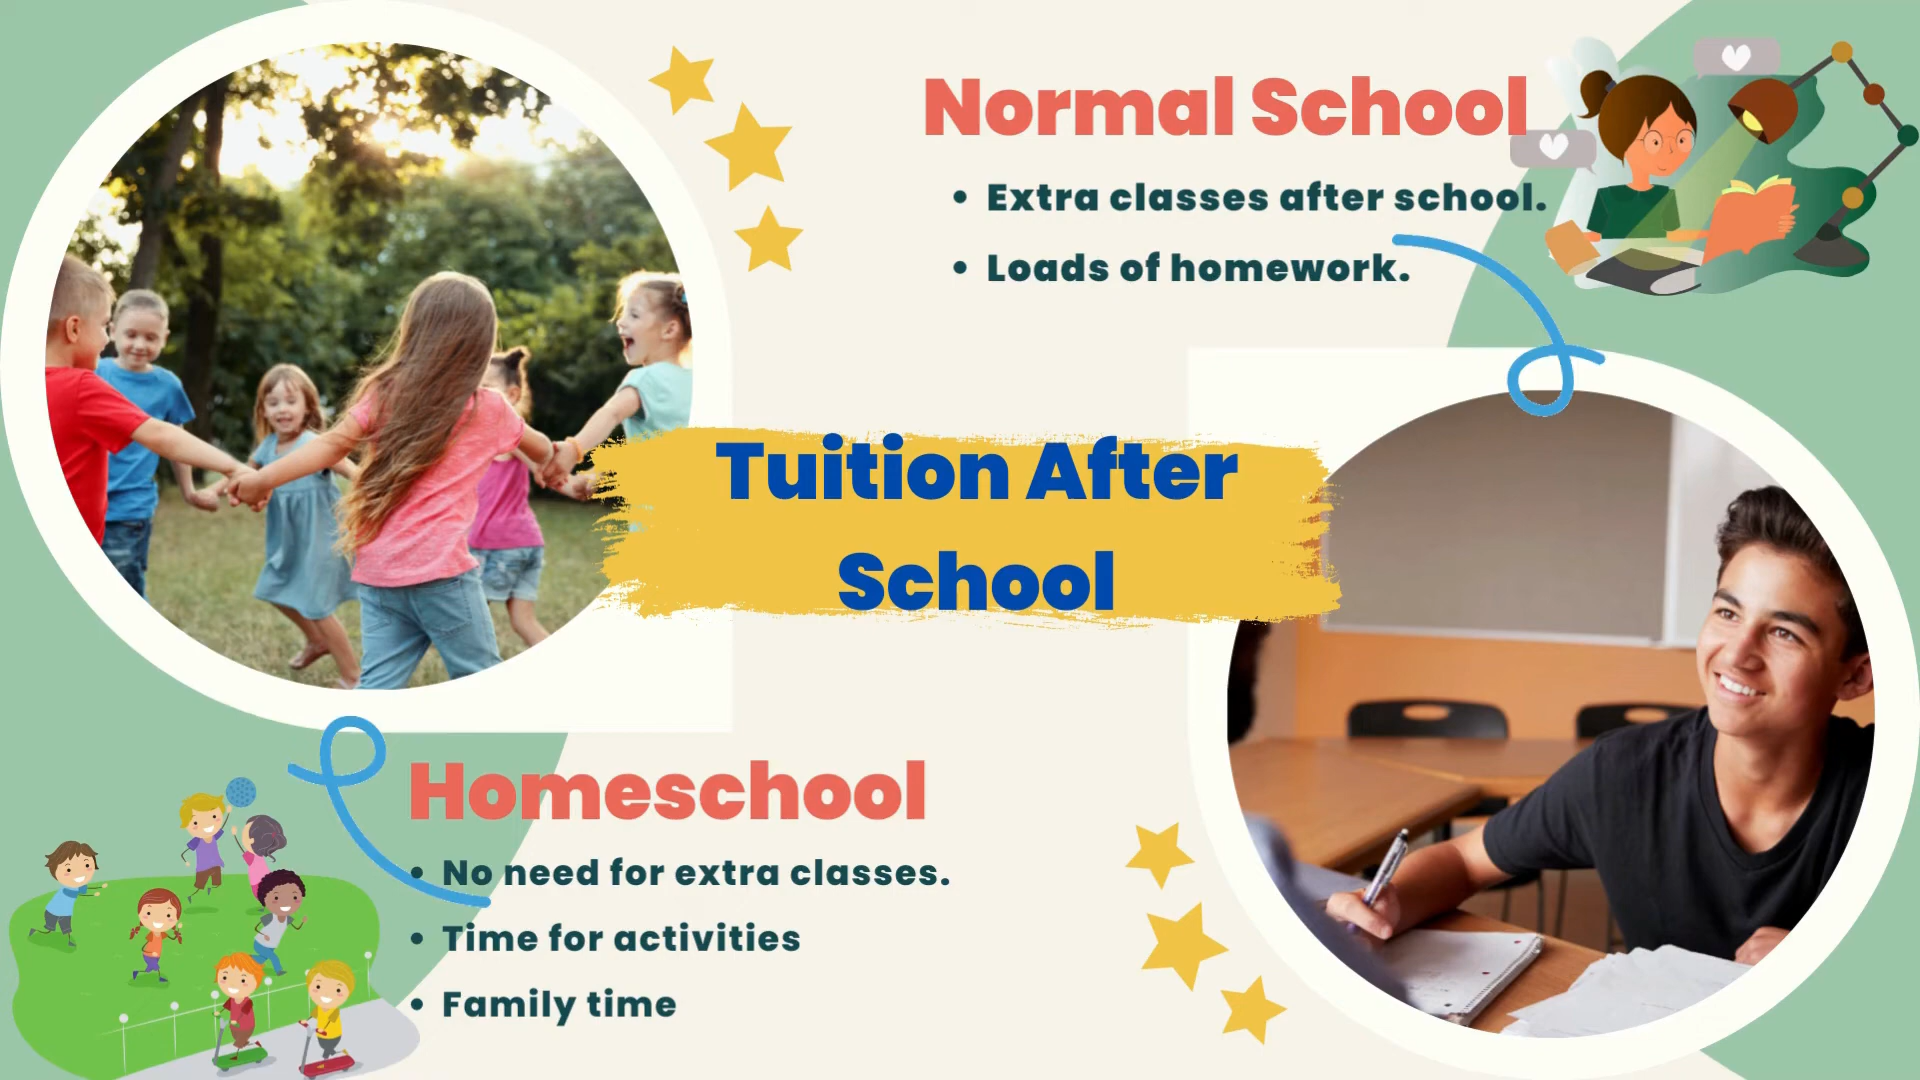 Normal School
• Extra classes after school.
• Loads of homework.
Tuition After
School
Homeschool
• No need for extra classes.
• Time for activities
• Family time